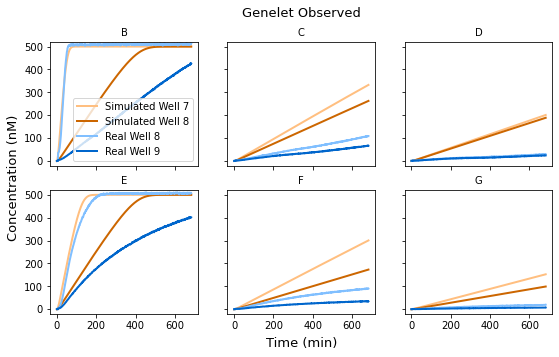 Genelet Observed
B
C
D
500
400
300
200
100
0
Simulated Well 7
Simulated Well 8
Real Well 8
Real Well 9
Concentration (nM)
E
F
G
500
400
300
200
100
0
0 200 400 600
0 200 400 600
0 200 400 600
Time (min)